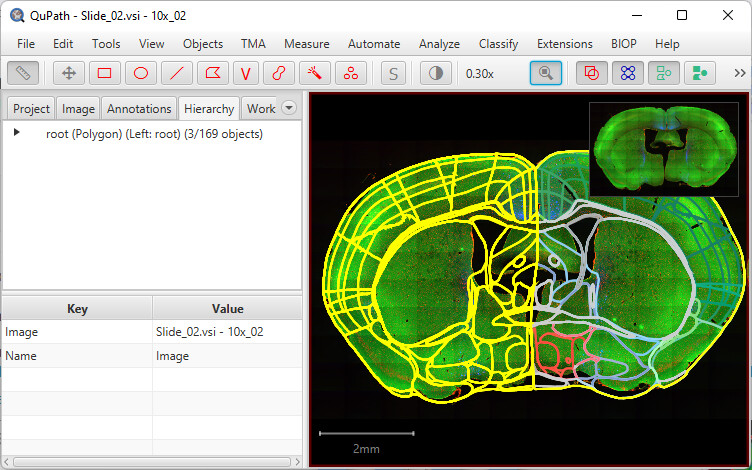 QuPath - Slide_02.vsi - 10x_02
File Edit Tools View Objects TMA Measure Automate Analyze Classify Extensions BIOP Help
V S 0.30x »
Project Image Annotations Hierarchy Work
root (Polygon) (Left: root) (3/169 objects)
Key Value
Image Slide_02.vsi - 10x_02
Name Image
2mm